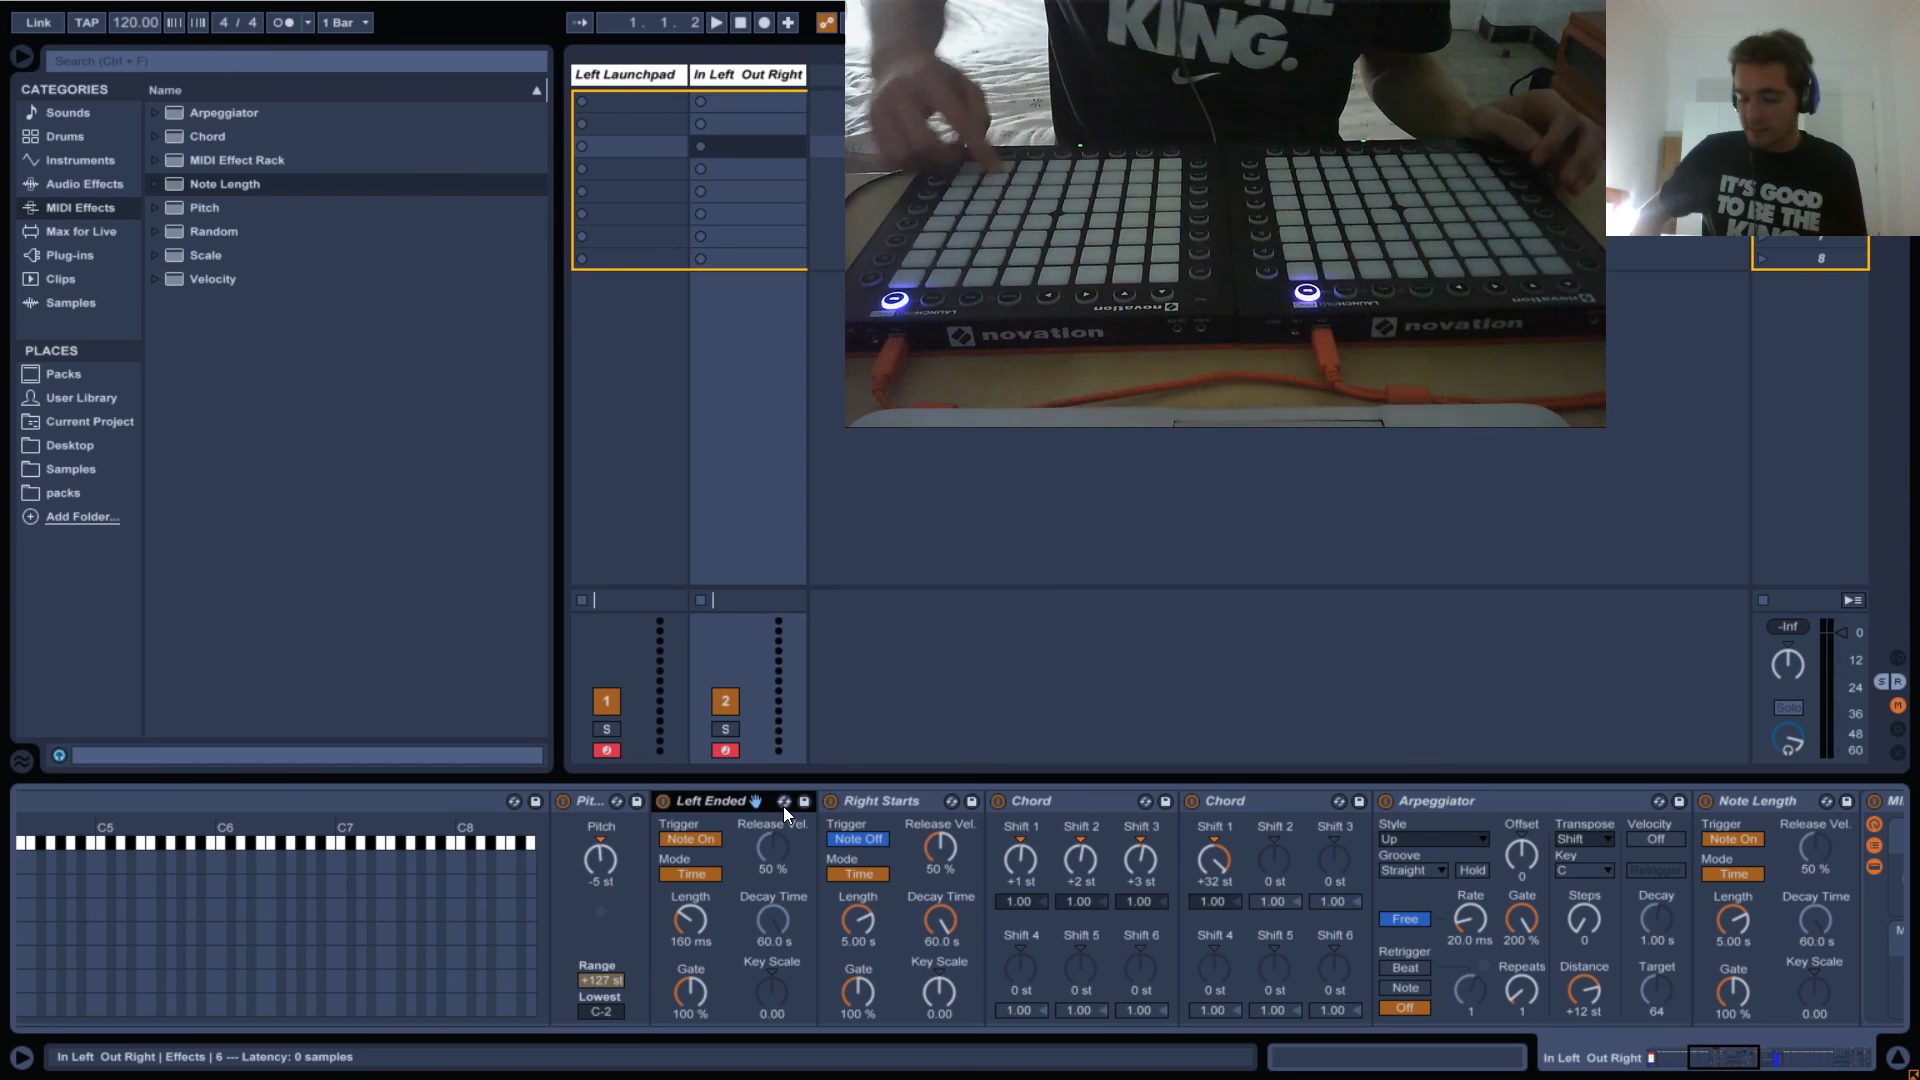 Link TAP 120.00 4 / 4 1 Bar 1. 1. 2
Search (Ctrl + F)
CATEGORIES
Sounds
Drums
Instruments
Audio Effects
MIDI Effects
Max for Live
Plug-ins
Clips
Samples
PLACES
Packs
User Library
Current Project
Desktop
Samples
packs
Add Folder...
Name
Arpeggiator
Chord
MIDI Effect Rack
Note Length
Pitch
Random
Scale
Velocity
Left Launchpad In Left Out Right
KING.
novation
novation
IT'S GOOD
TO BE THE
KING
8
1 2
S S
-Inf 0
12
24
36
48
60
Solo
S R
M
C5 C6 C7 C8
Pit...
Pitch
-5 st
Range
+127 st
Lowest
C-2
Left Ended
Trigger Release Vel.
Note On
Mode
Time 50 %
Length Decay Time
160 ms 60.0 s
Gate Key Scale
100 % 0.00
Right Starts
Trigger Release Vel.
Note Off
Mode
Time 50 %
Length Decay Time
5.00 s 60.0 s
Gate Key Scale
100 % 0.00
Chord
Shift 1 Shift 2 Shift 3
+1 st +2 st +3 st
1.00 1.00 1.00
Shift 4 Shift 5 Shift 6
0 st 0 st 0 st
1.00 1.00 1.00
Chord
Shift 1 Shift 2 Shift 3
+32 st 0 st 0 st
1.00 1.00 1.00
Shift 4 Shift 5 Shift 6
0 st 0 st 0 st
1.00 1.00 1.00
Arpeggiator
Style Offset Transpose Velocity
Up Shift Off
Groove Key
Straight Hold 0 C Retrigger
Rate Gate Steps Decay
Free 20.0 ms 200 % 0 1.00 s
Retrigger
Beat Repeats Distance Target
Note
Off 1 1 +12 st 64
Note Length
Trigger Release Vel.
Note On
Mode
Time 50 %
Length Decay Time
5.00 s 60.0 s
Gate Key Scale
100 % 0.00
In Left Out Right | Effects | 6 --- Latency: 0 samples
In Left Out Right